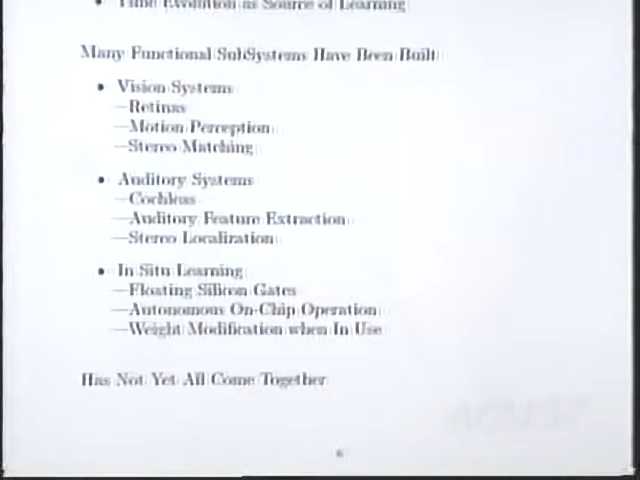 • Time Evolution as Source of Learning
Many Functional SubSystems Have Been Built
• Vision Systems
—Retinas
—Motion Perception
—Stereo Matching
• Auditory Systems
—Cochleas
—Auditory Feature Extraction
—Stereo Localization
• In Situ Learning
—Floating Silicon Gates
—Autonomous On-Chip Operation
—Weight Modification when In Use
Has Not Yet All Come Together
6